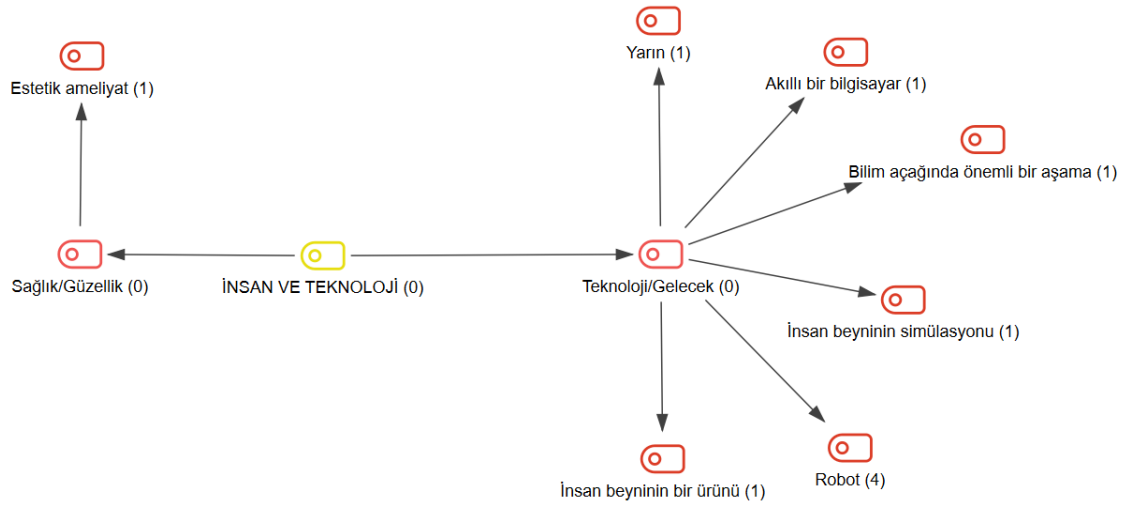 Yarın (1)
Estetik ameliyat (1)
Akıllı bir bilgisayar (1)
Bilim açağında önemli bir aşama (1)
Sağlık/Güzellik (0)
İNSAN VE TEKNOLOJİ (0)
Teknoloji/Gelecek (0)
İnsan beyninin simülasyonu (1)
Robot (4)
İnsan beyninin bir ürünü (1)